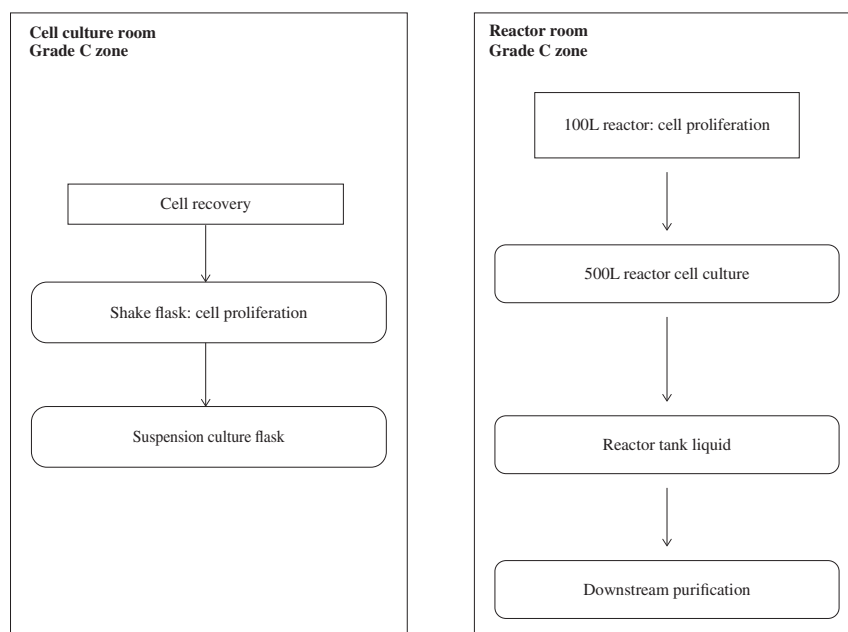 Cell culture room
Grade C zone
Cell recovery
Shake flask: cell proliferation
Suspension culture flask
Reactor room
Grade C zone
100L reactor: cell proliferation
500L reactor cell culture
Reactor tank liquid
Downstream purification